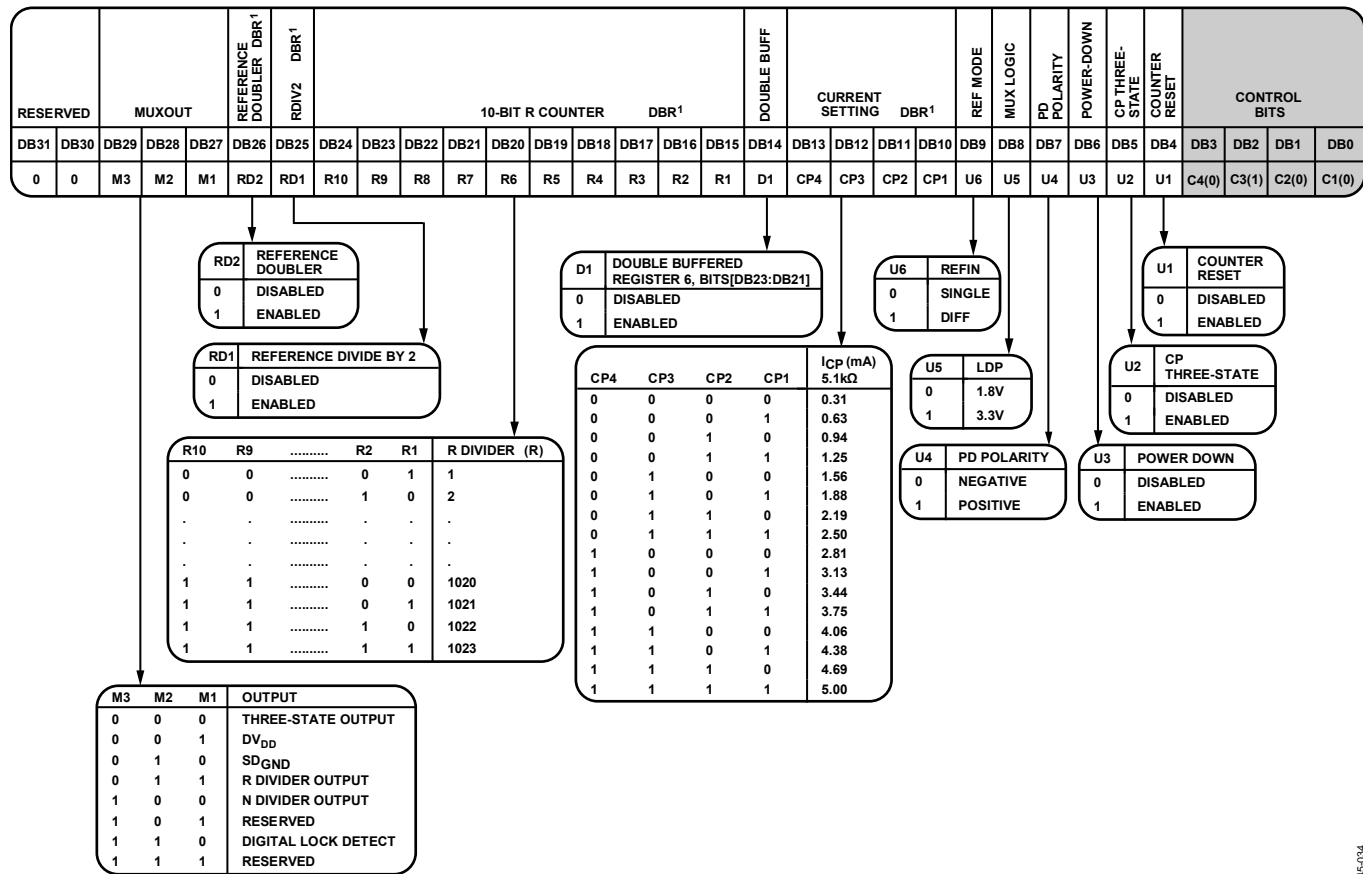 RESERVED MUXOUT REFERENCE DOUBLER DBR1 RDIV2 DBR1 10-BIT R COUNTER DBR1 DOUBLE BUFF CURRENT SETTING DBR1 REF MODE MUX LOGIC PD POLARITY POWER-DOWN CP THREE-STATE COUNTER RESET CONTROL BITS
DB31 DB30 DB29 DB28 DB27 DB26 DB25 DB24 DB23 DB22 DB21 DB20 DB19 DB18 DB17 DB16 DB15 DB14 DB13 DB12 DB11 DB10 DB9 DB8 DB7 DB6 DB5 DB4 DB3 DB2 DB1 DB0
0 0 M3 M2 M1 RD2 RD1 R10 R9 R8 R7 R6 R5 R4 R3 R2 R1 D1 CP4 CP3 CP2 CP1 U6 U5 U4 U3 U2 U1 C4(0) C3(1) C2(0) C1(0)
RD2 REFERENCE DOUBLER
0 DISABLED
1 ENABLED
RD1 REFERENCE DIVIDE BY 2
0 DISABLED
1 ENABLED
R10 R9 .......... R2 R1 R DIVIDER (R)
0 0 .......... 0 1 1
0 0 .......... 1 0 2
. . .......... . . .
. . .......... . . .
. . .......... . . .
1 1 .......... 0 0 1020
1 1 .......... 0 1 1021
1 1 .......... 1 0 1022
1 1 .......... 1 1 1023
M3 M2 M1 OUTPUT
0 0 0 THREE-STATE OUTPUT
0 0 1 DVDD
0 1 0 SDGND
0 1 1 R DIVIDER OUTPUT
1 0 0 N DIVIDER OUTPUT
1 0 1 RESERVED
1 1 0 DIGITAL LOCK DETECT
1 1 1 RESERVED
D1 DOUBLE BUFFERED
REGISTER 6, BITS[DB23:DB21]
0 DISABLED
1 ENABLED
ICP (mA)
CP4 CP3 CP2 CP1 5.1kΩ
0 0 0 0 0.31
0 0 0 1 0.63
0 0 1 0 0.94
0 0 1 1 1.25
0 1 0 0 1.56
0 1 0 1 1.88
0 1 1 0 2.19
0 1 1 1 2.50
1 0 0 0 2.81
1 0 0 1 3.13
1 0 1 0 3.44
1 0 1 1 3.75
1 1 0 0 4.06
1 1 0 1 4.38
1 1 1 0 4.69
1 1 1 1 5.00
U6 REFIN
0 SINGLE
1 DIFF
U5 LDP
0 1.8V
1 3.3V
U4 PD POLARITY
0 NEGATIVE
1 POSITIVE
U1 COUNTER RESET
0 DISABLED
1 ENABLED
U2 CP THREE-STATE
0 DISABLED
1 ENABLED
U3 POWER DOWN
0 DISABLED
1 ENABLED